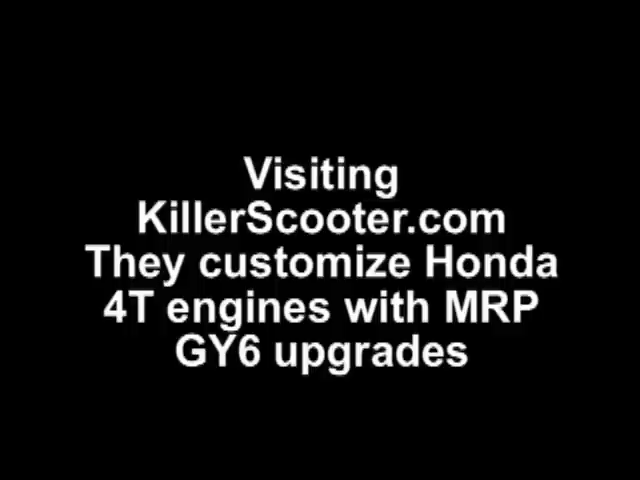 Visiting
KillerScooter.com
They customize Honda
4T engines with MRP
GY6 upgrades